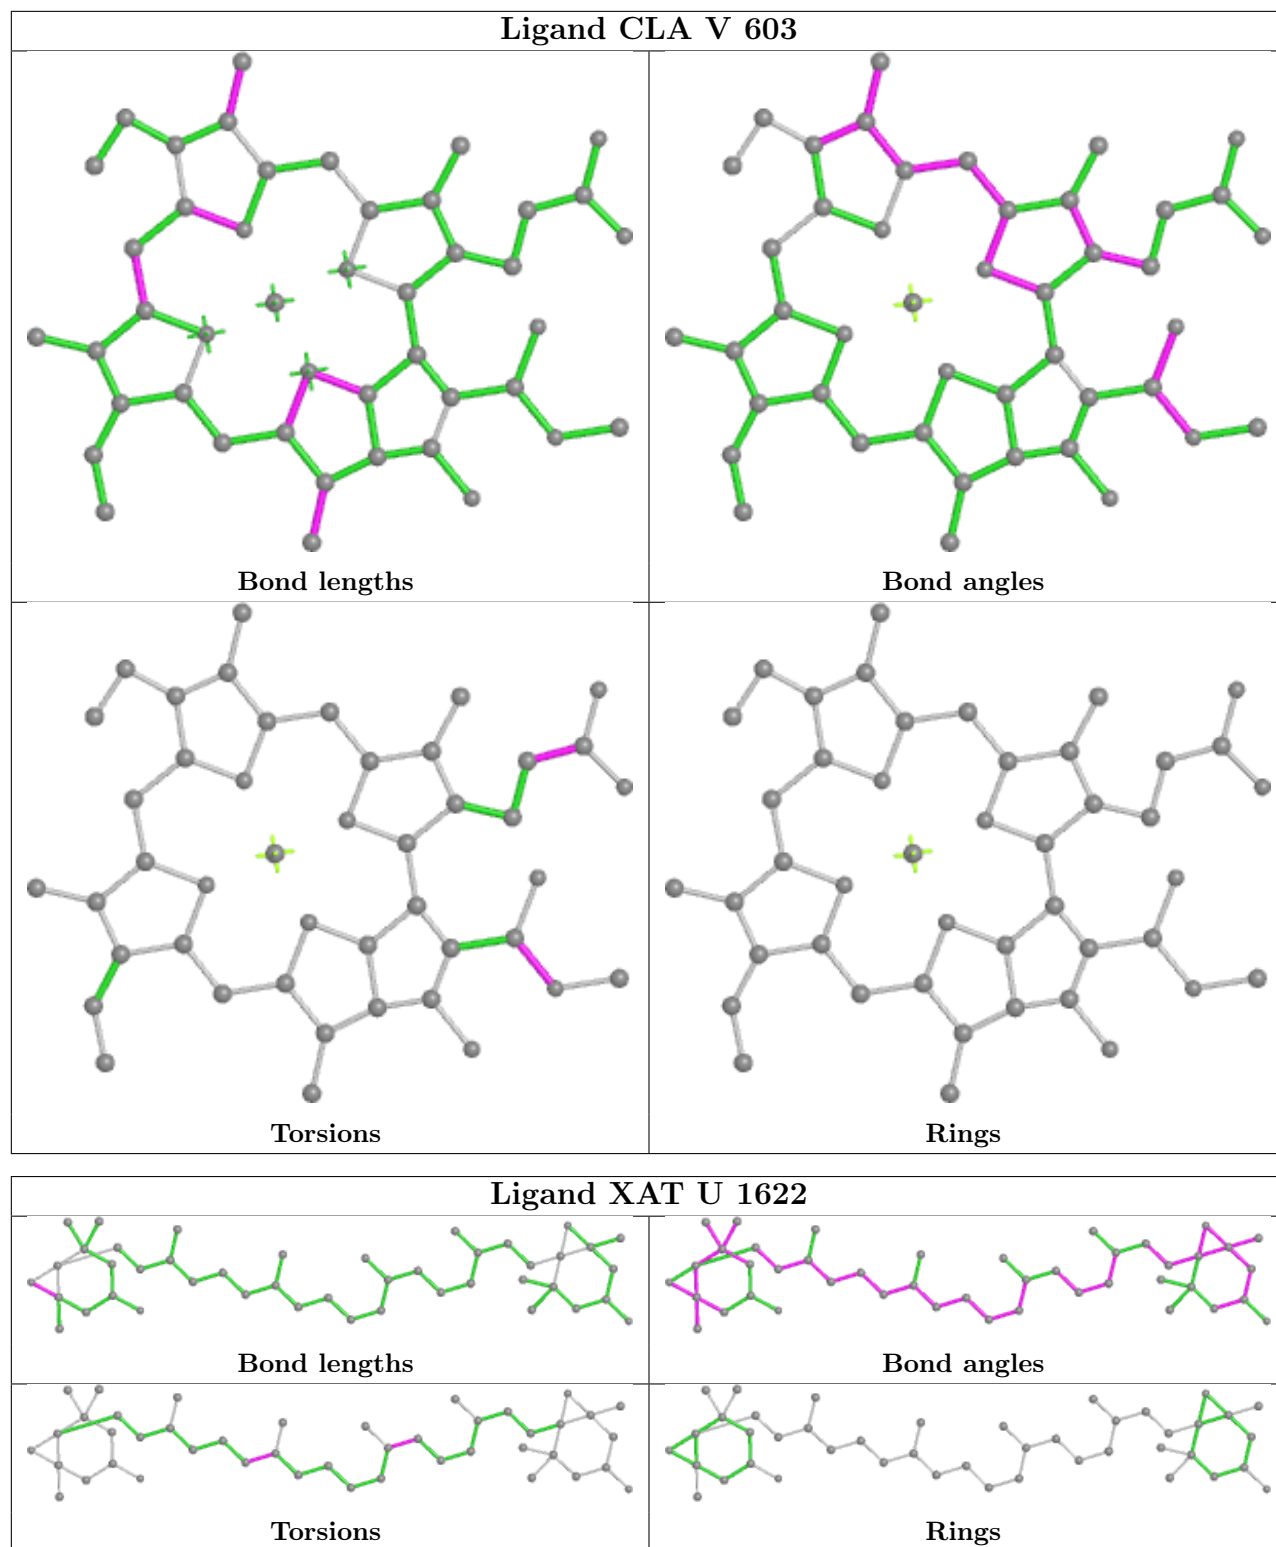 Ligand CLA V 603
Bond lengths
Bond angles
Torsions
Rings
Ligand XAT U 1622
Bond lengths
Bond angles
Torsions
Rings